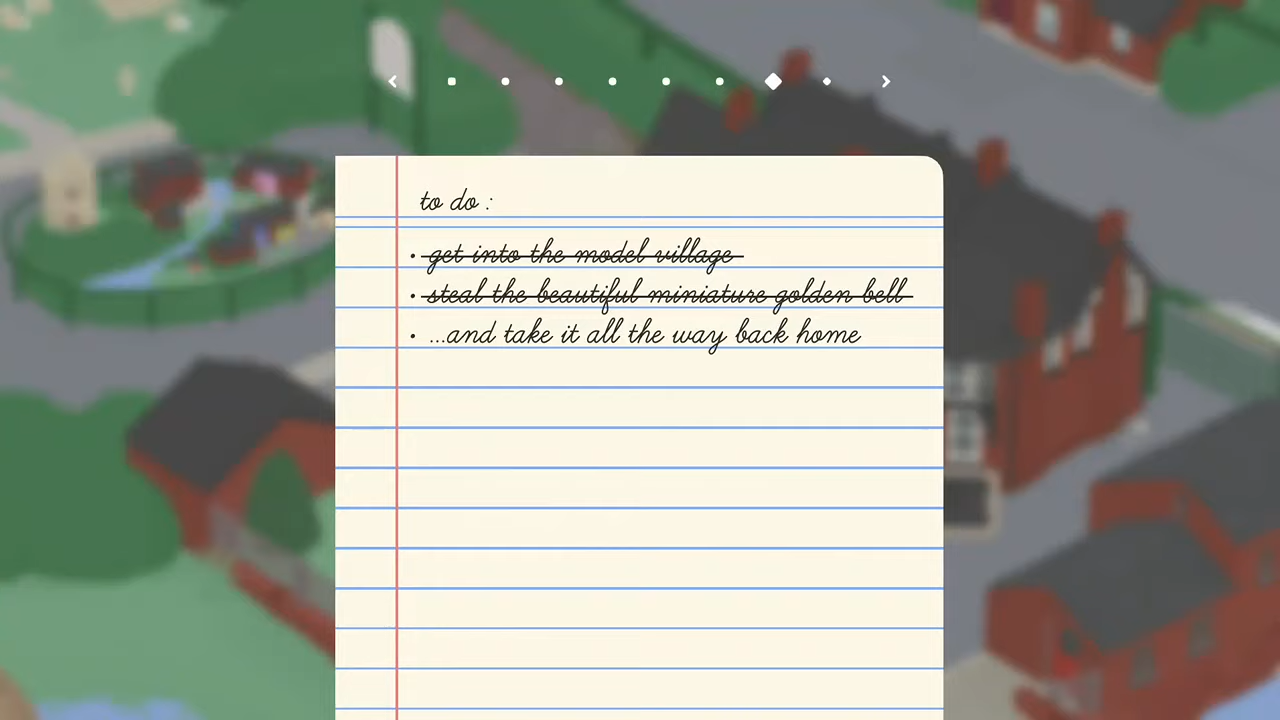 to do :
• get into the model village
• steal the beautiful miniature golden bell
• ...and take it all the way back home